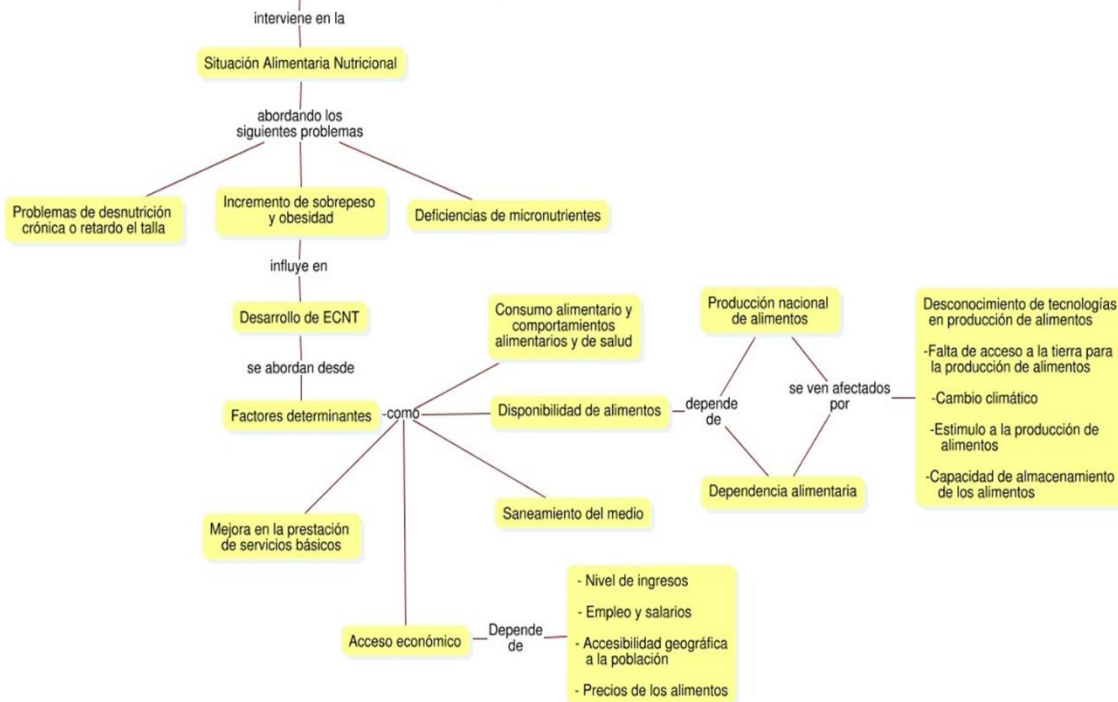 interviene en la
Situación Alimentaria Nutricional
abordando los
siguientes problemas
Problemas de desnutrición
crónica o retardo el talla
Incremento de sobrepeso
y obesidad
Deficiencias de micronutrientes
influye en
Desarrollo de ECNT
se abordan desde
Factores determinantes
-como
Consumo alimentario y
comportamientos
alimentarios y de salud
Disponibilidad de alimentos
depende
de
Producción nacional
de alimentos
Dependencia alimentaria
se ven afectados
por
Desconocimiento de tecnologías
en producción de alimentos
-Falta de acceso a la tierra para
la producción de alimentos
-Cambio climático
-Estimulo a la producción de
alimentos
-Capacidad de almacenamiento
de los alimentos
Saneamiento del medio
Mejora en la prestación
de servicios básicos
Acceso económico
Depende
de
- Nivel de ingresos
- Empleo y salarios
- Accesibilidad geográfica
a la población
- Precios de los alimentos